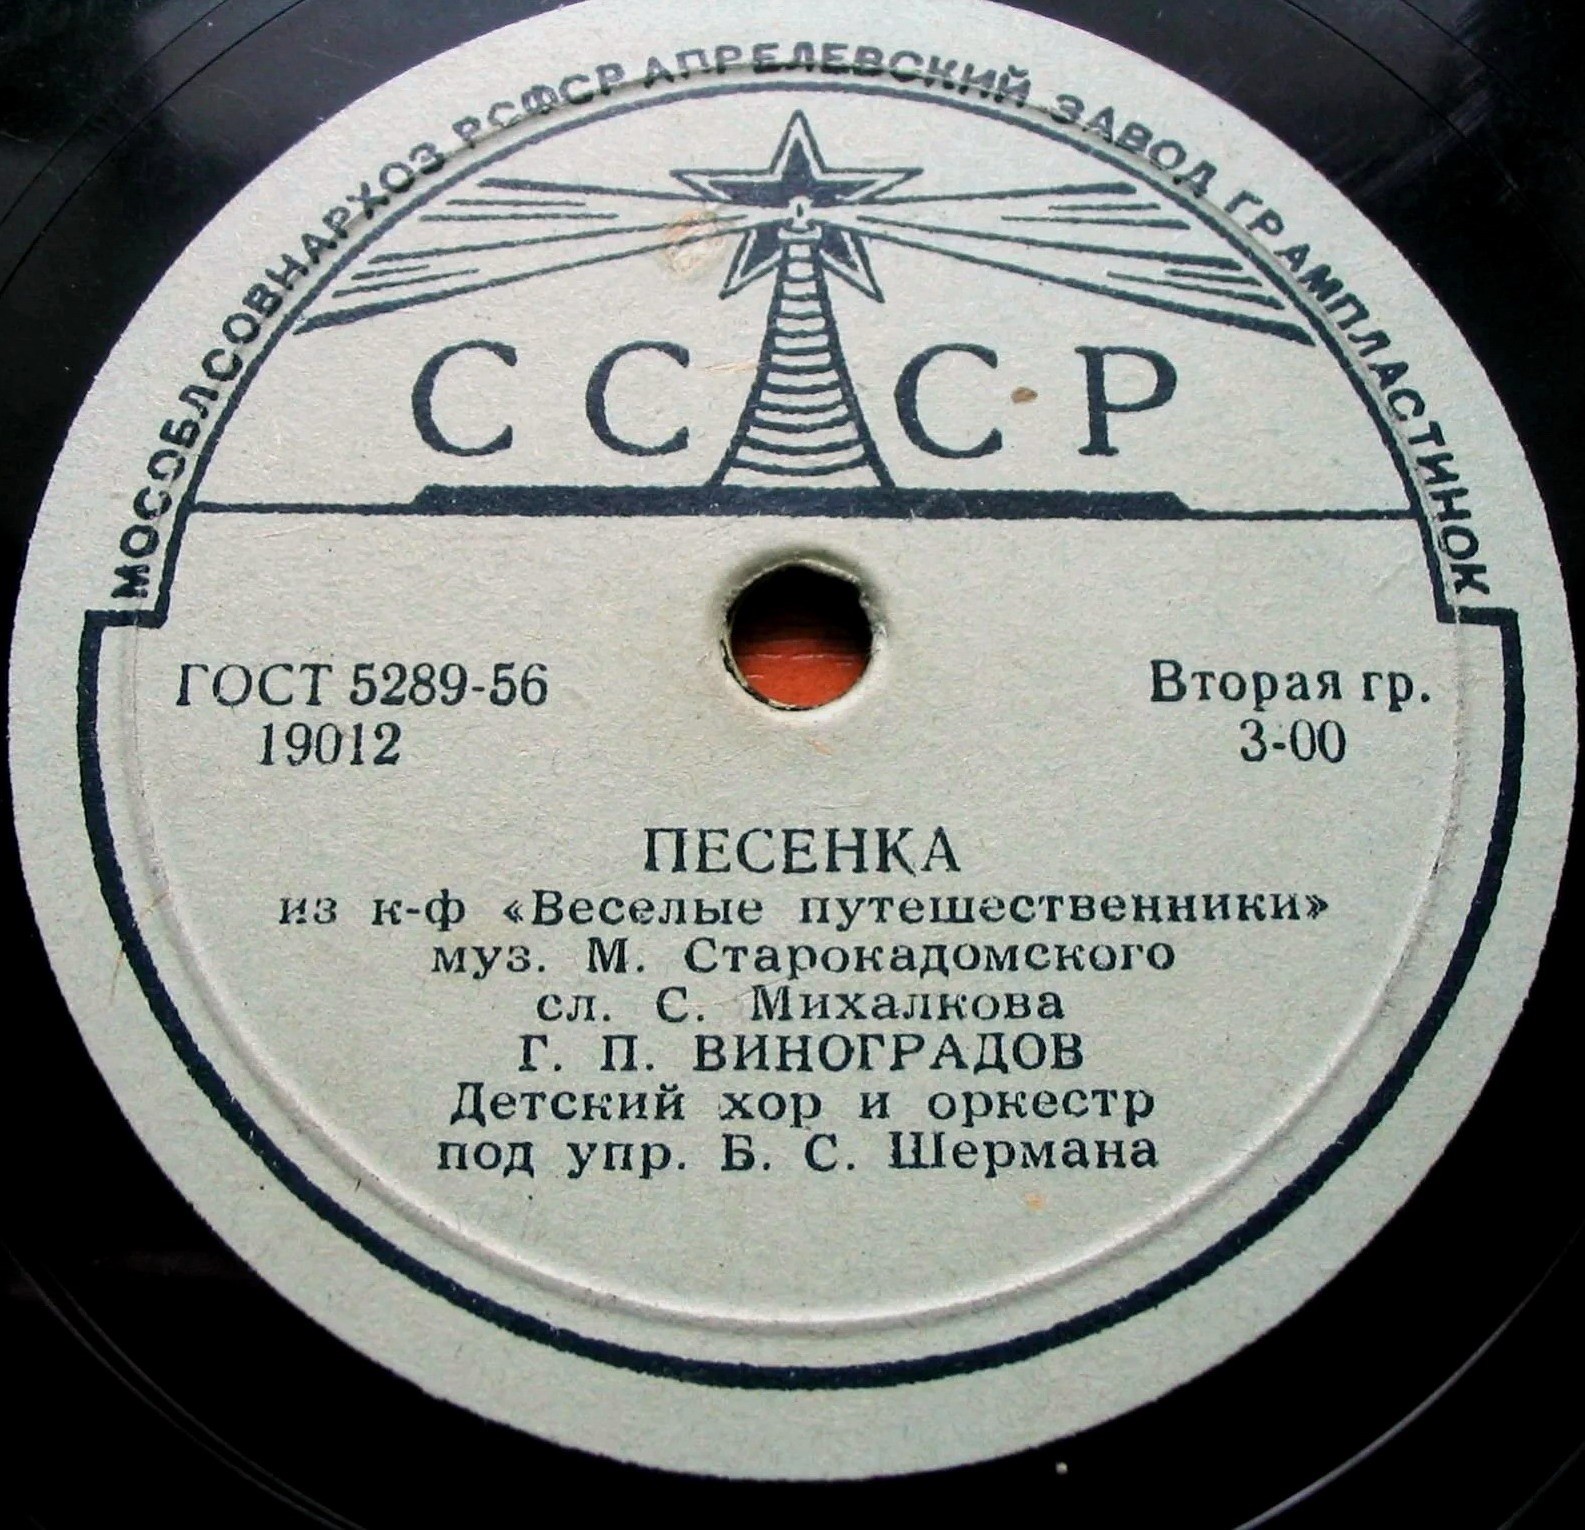 МОСОБЛСОВНАРХОЗ РСФСР АПРЕЛЕВСКИЙ ЗАВОД ГРАМПЛАСТИНОК
СССР
ГОСТ 5289-56
19012
Вторая гр.
3-00
ПЕСЕНКА
из к-ф «Веселые путешественники»
муз. М. Старокадомского
сл. С. Михалкова
Г. П. ВИНОГРАДОВ
Детский хор и оркестр
под упр. Б. С. Шермана